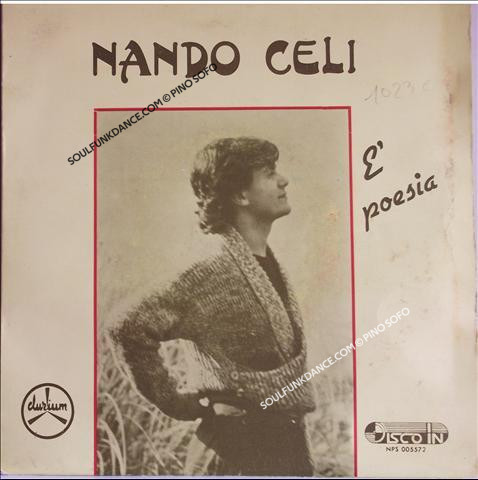 NANDO CELI
1023 c
SOULFUNKDANCE.COM © PINO SOFO
E'
poesia
SOULFUNKDANCE.COM © PINO SOFO
durium
DISCO IN
NPS 005572